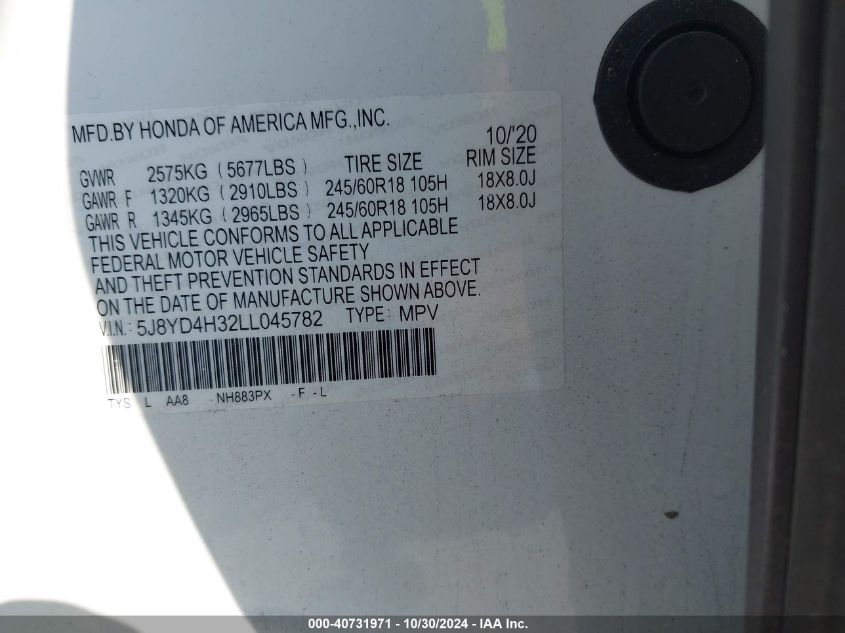 MFD.BY HONDA OF AMERICA MFG.,INC.
10/'20
GVWR 2575KG (5677LBS) TIRE SIZE RIM SIZE
GAWR F 1320KG (2910LBS) 245/60R18 105H 18X8.0J
GAWR R 1345KG (2965LBS) 245/60R18 105H 18X8.0J
THIS VEHICLE CONFORMS TO ALL APPLICABLE
FEDERAL MOTOR VEHICLE SAFETY
AND THEFT PREVENTION STANDARDS IN EFFECT
ON THE DATE OF MANUFACTURE SHOWN ABOVE.
V.I.N.: 5J8YD4H32LL045782 TYPE: MPV
TYS L AA8 -NH883PX -F -L
000-40731971 - 10/30/2024 - IAA Inc.